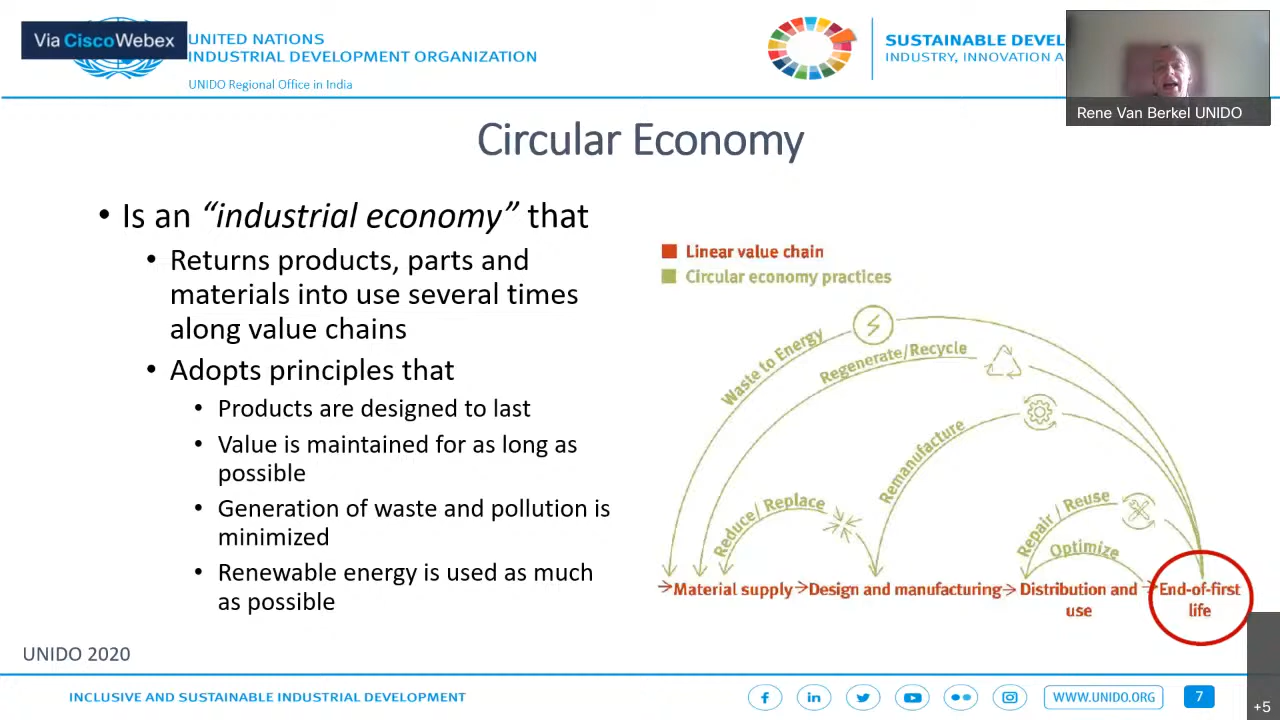 Via CiscoWebex
UNITED NATIONS
INDUSTRIAL DEVELOPMENT ORGANIZATION
UNIDO Regional Office in India
SUSTAINABLE DEVEL
INDUSTRY, INNOVATION A
Rene Van Berkel UNIDO
Circular Economy
• Is an “industrial economy” that
• Returns products, parts and
materials into use several times
along value chains
• Adopts principles that
• Products are designed to last
• Value is maintained for as long as
possible
• Generation of waste and pollution is
minimized
• Renewable energy is used as much
as possible
Linear value chain
Circular economy practices
Waste to Energy
Regenerate/Recycle
Remanufacture
Reduce/ Replace
Repair / Reuse
Optimize
Material supply
Design and manufacturing
Distribution and
use
End-of-first
life
UNIDO 2020
INCLUSIVE AND SUSTAINABLE INDUSTRIAL DEVELOPMENT
WWW.UNIDO.ORG
7
+5